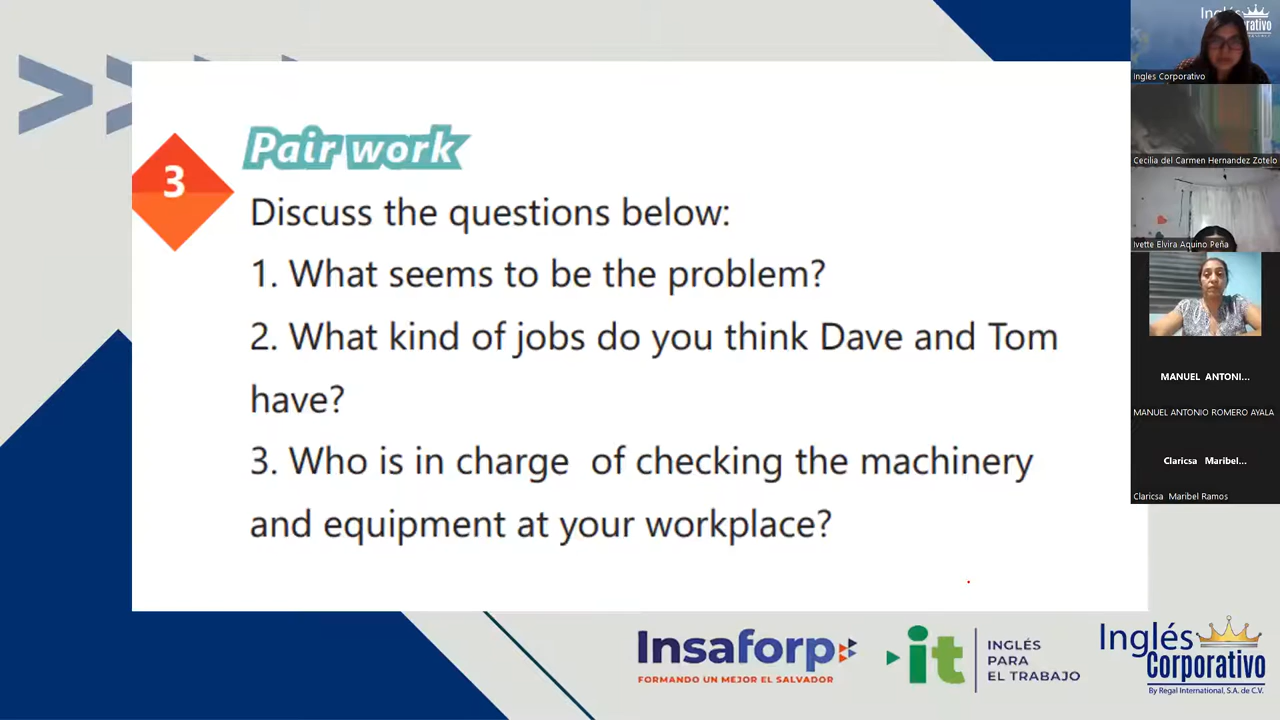 Pair work
3
Discuss the questions below:
1. What seems to be the problem?
2. What kind of jobs do you think Dave and Tom
have?
3. Who is in charge of checking the machinery
and equipment at your workplace?
Ingles Corporativo
Cecilia del Carmen Hernandez Zotelo
Ivette Elvira Aquino Peña
MANUEL ANTONI...
MANUEL ANTONIO ROMERO AYALA
Claricsa Maribel...
Claricsa Maribel Ramos
Insaforp
FORMANDO UN MEJOR EL SALVADOR
it
INGLÉS
PARA
EL TRABAJO
Inglés
Corporativo
By Regal International, S.A. de C.V.